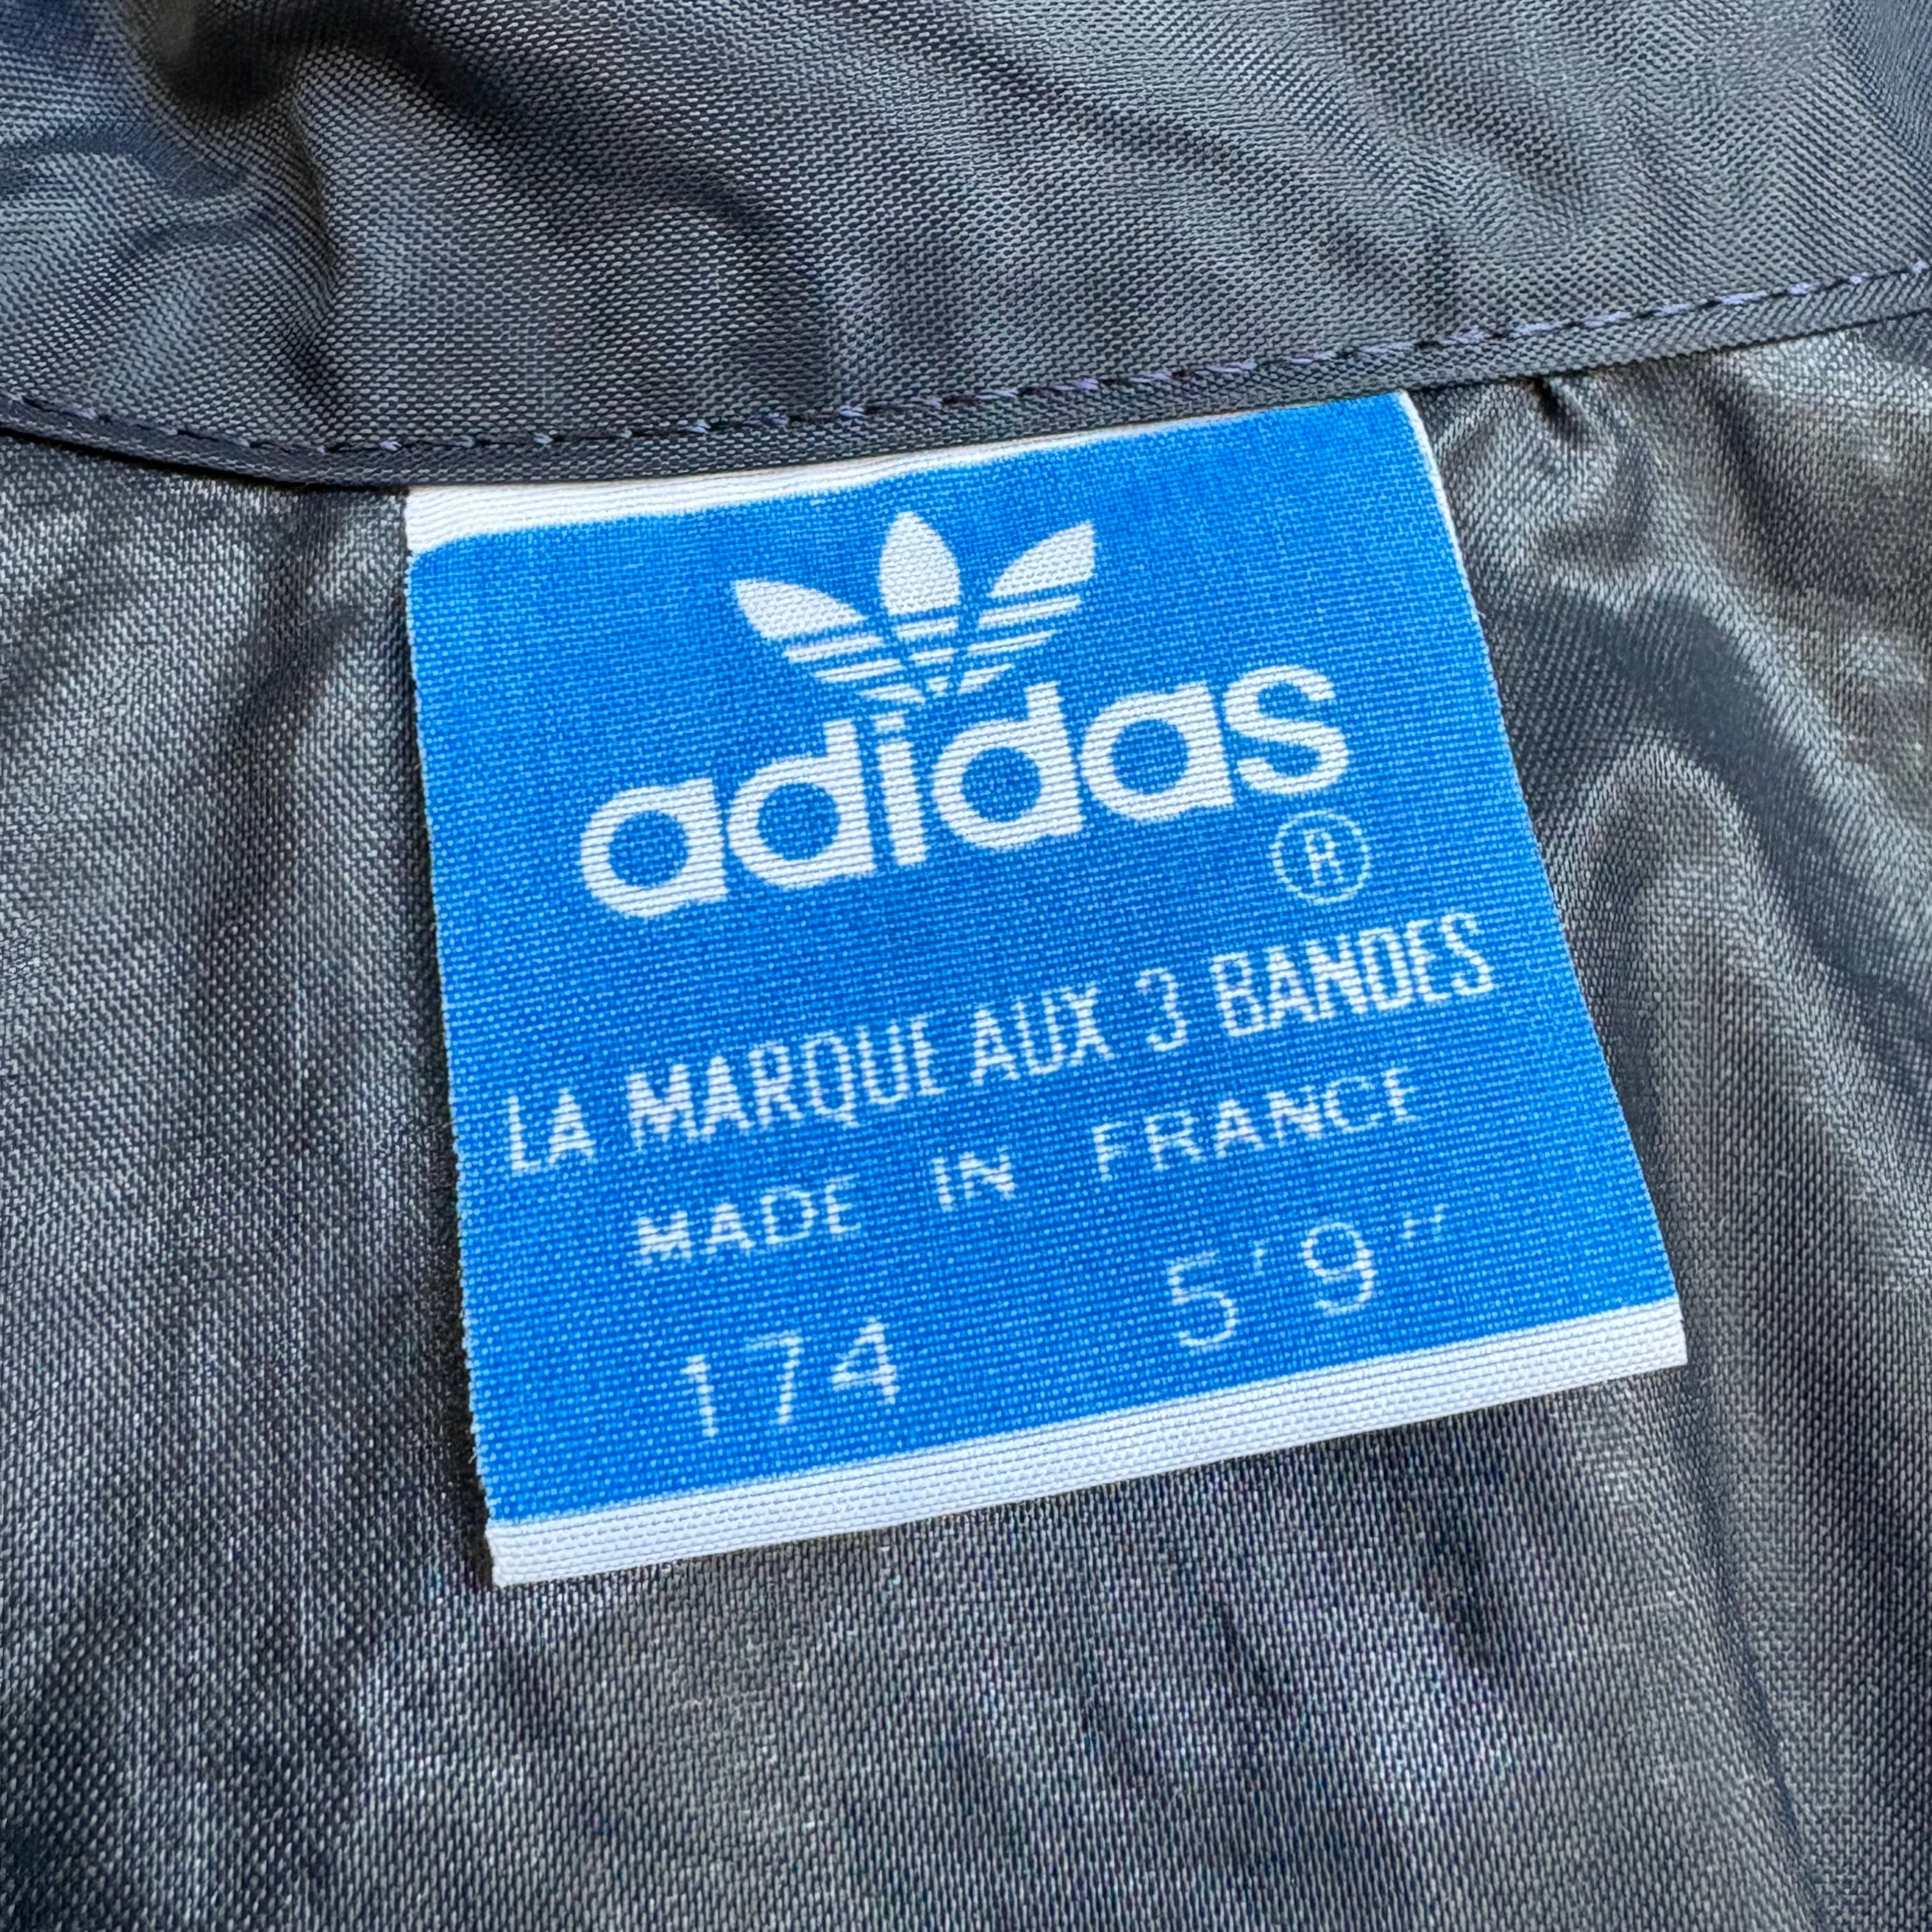 adidas
®
LA MARQUE AUX 3 BANDES
MADE IN FRANCE
174 5'9"